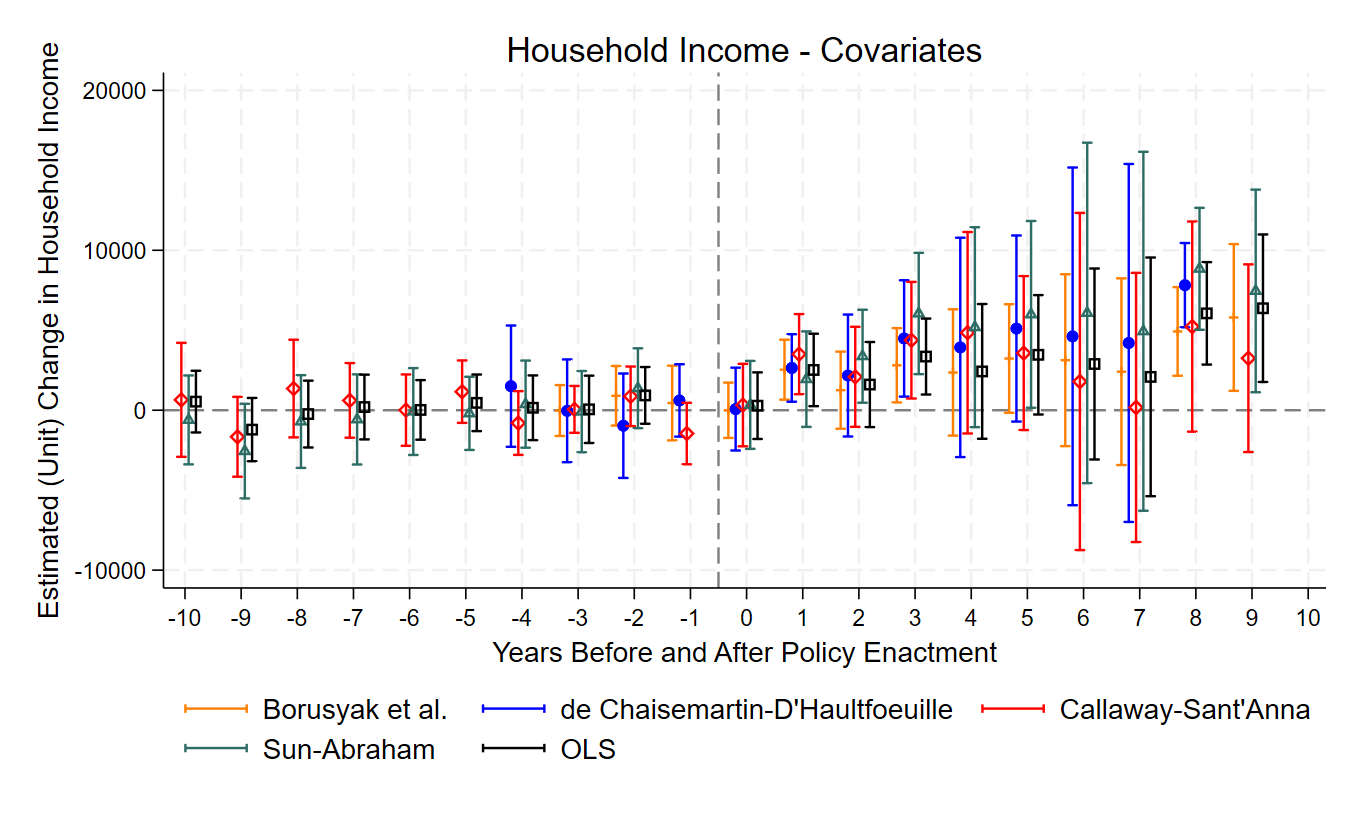 Household Income - Covariates
Estimated (Unit) Change in Household Income
20000
10000
0
-10000
-10 -9 -8 -7 -6 -5 -4 -3 -2 -1 0 1 2 3 4 5 6 7 8 9 10
Years Before and After Policy Enactment
Borusyak et al. de Chaisemartin-D'Haultfoeuille Callaway-Sant'Anna
Sun-Abraham OLS